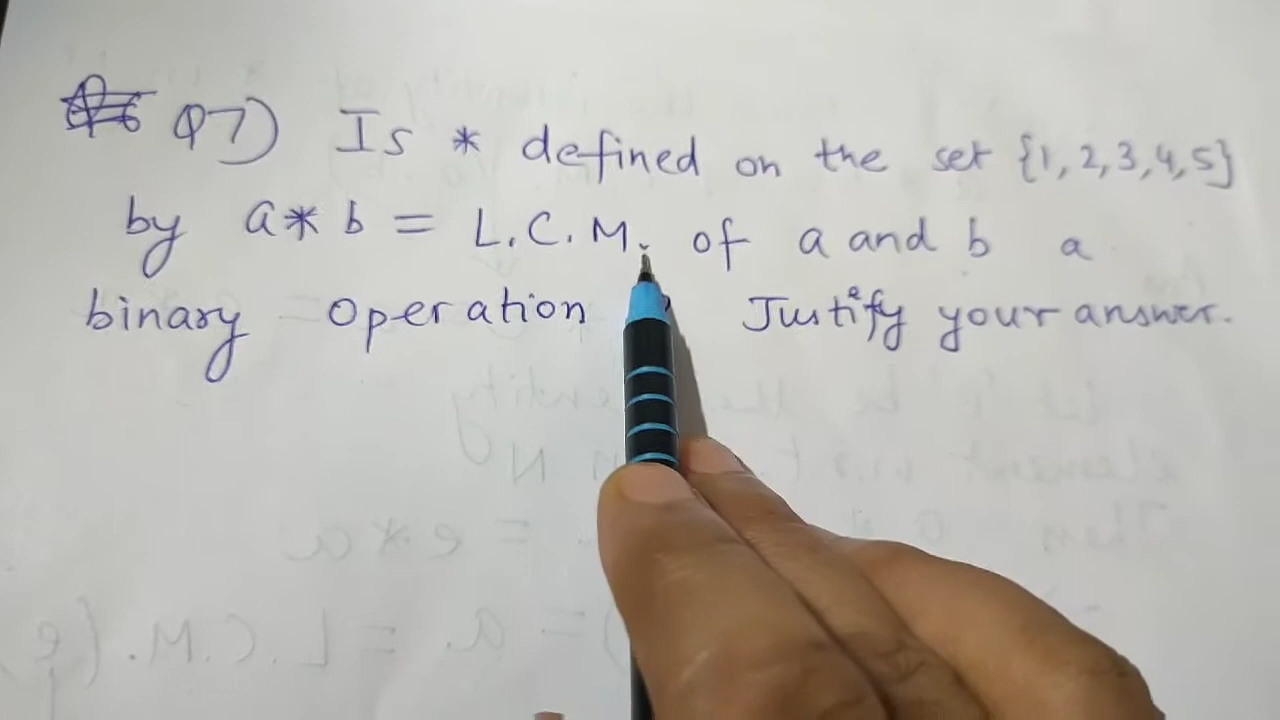 Q7) Is * defined on the set {1,2,3,4,5}
by a * b = L.C.M. of a and b a
binary operation ? Justify your answer.